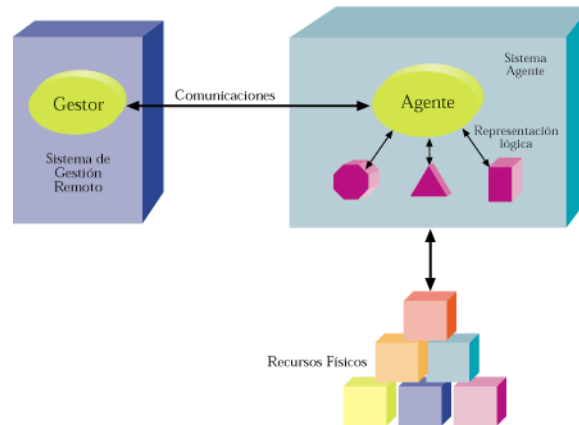 Gestor
Sistema de
Gestión
Remoto
Comunicaciones
Sistema
Agente
Agente
Representación
lógica
Recursos Físicos